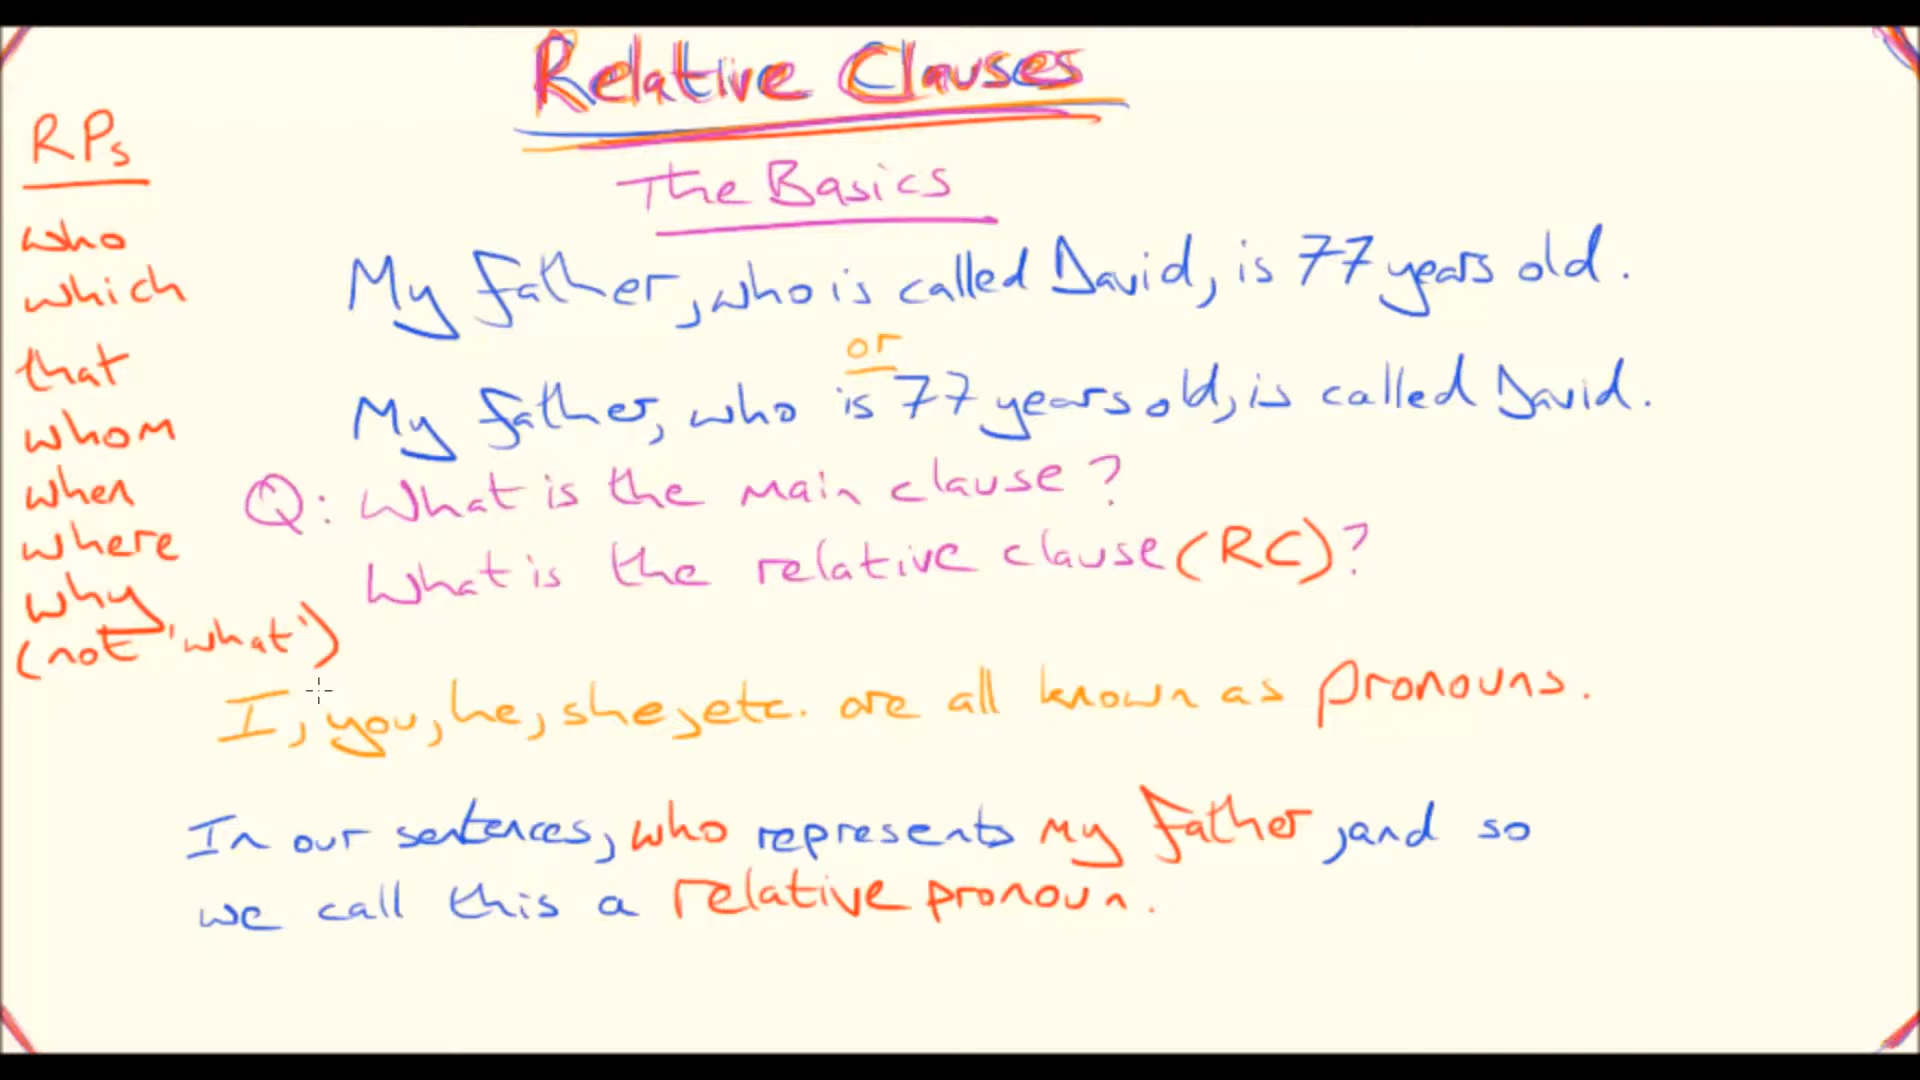 Relative Clauses
The Basics
RPs
who
which
that
whom
when
where
why
(not 'what')
My father, who is called David, is 77 years old.
or
My father, who is 77 years old, is called David.
Q: What is the main clause?
What is the relative clause (RC)?
I, you, he, she, etc. are all known as pronouns.
In our sentences, who represents my father, and so
we call this a relative pronoun.